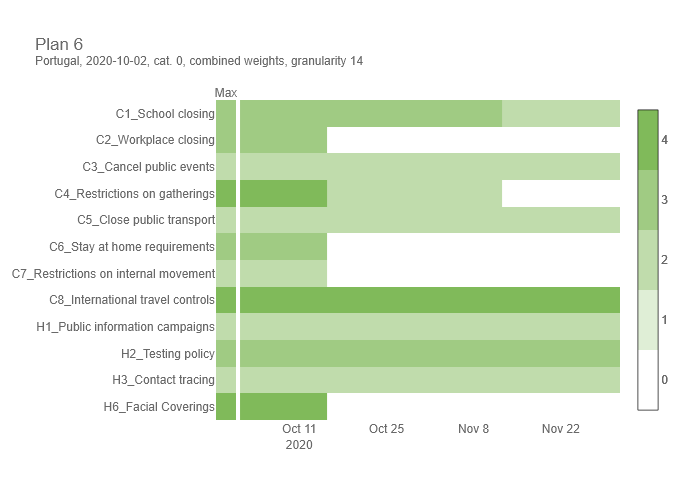 Plan 6
Portugal, 2020-10-02, cat. 0, combined weights, granularity 14
Max
C1_School closing
C2_Workplace closing
C3_Cancel public events
C4_Restrictions on gatherings
C5_Close public transport
C6_Stay at home requirements
C7_Restrictions on internal movement
C8_International travel controls
H1_Public information campaigns
H2_Testing policy
H3_Contact tracing
H6_Facial Coverings
Oct 11
2020
Oct 25
Nov 8
Nov 22
4
3
2
1
0